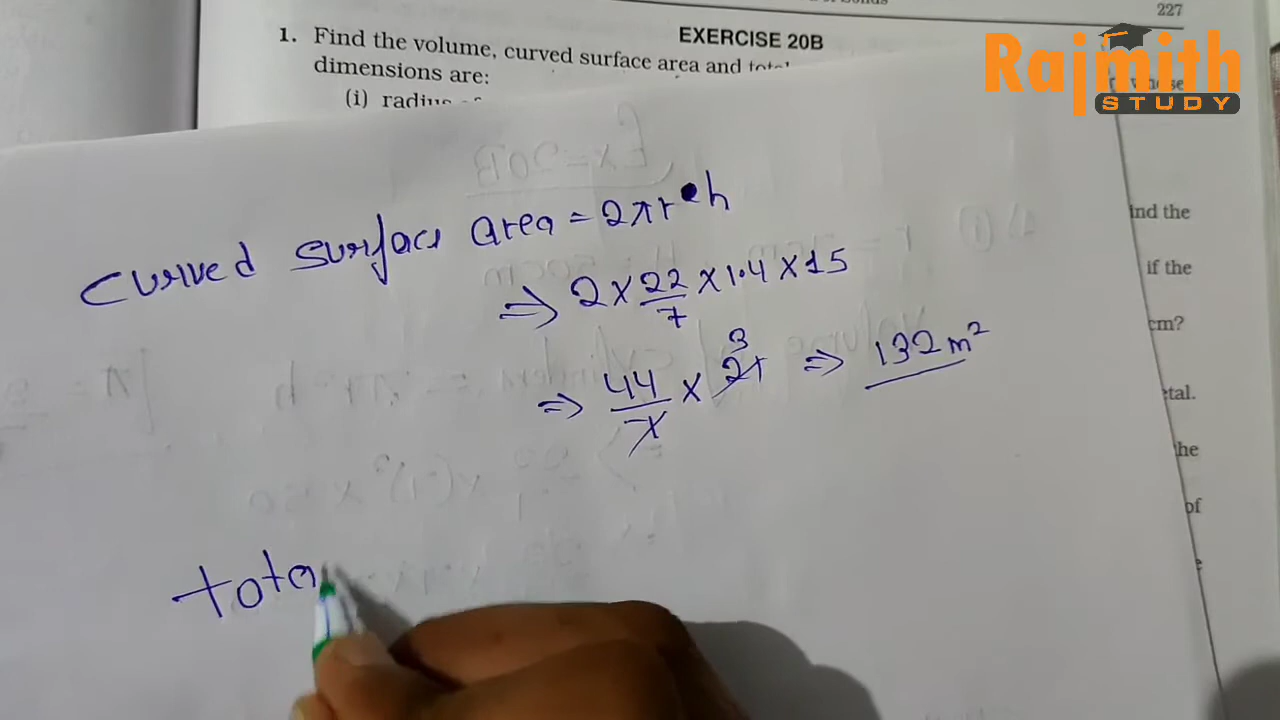 227
EXERCISE 20B
Rajmith
STUDY
1. Find the volume, curved surface area and
dimensions are:
(i)
Curved surface area = 2πr h
⇒ 2 × 22/7 × 1.4 × 15
⇒ 44/7 × 21 3 ⇒ 132 m²
tota
ind the
if the
cm?
etal.
the
of